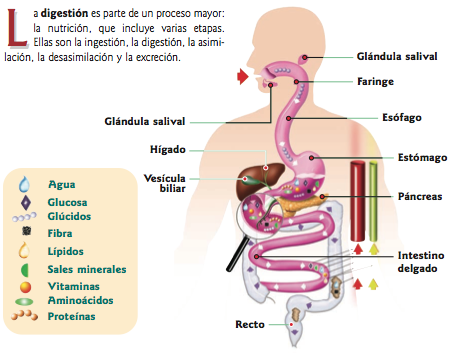 La digestión es parte de un proceso mayor:
la nutrición, que incluye varias etapas.
Ellas son la ingestión, la digestión, la asimi-
lación, la desasimilación y la excreción.
Glándula salival
Faringe
Glándula salival
Esófago
Hígado
Estómago
Vesícula
biliar
Páncreas
Agua
Glucosa
Glúcidos
Fibra
Lípidos
Sales minerales
Vitaminas
Aminoácidos
Proteínas
Intestino
delgado
Recto